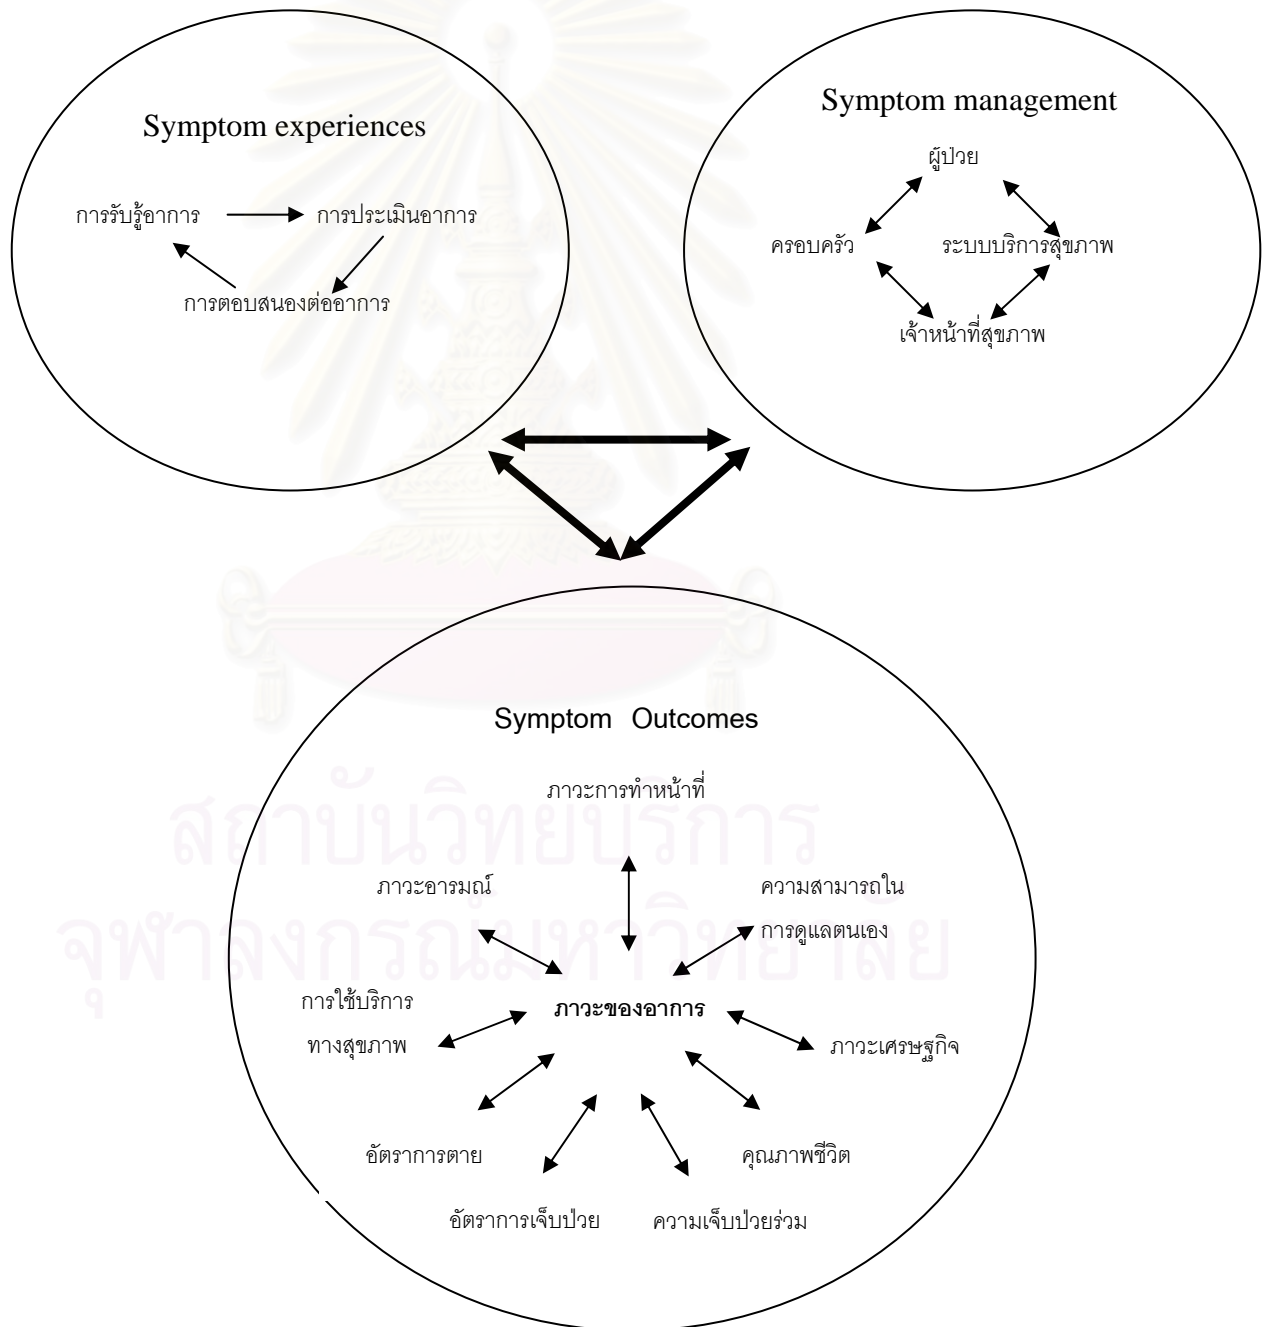 Symptom experiences
การรับรู้อาการ
การประเมินอาการ
การตอบสนองต่ออาการ
Symptom management
ผู้ป่วย
ครอบครัว
ระบบบริการสุขภาพ
เจ้าหน้าที่สุขภาพ
Symptom Outcomes
ภาวะการทำหน้าที่
ภาวะอารมณ์
ความสามารถใน
การดูแลตนเอง
การใช้บริการ
ทางสุขภาพ
ภาวะของอาการ
ภาวะเศรษฐกิจ
อัตราการตาย
คุณภาพชีวิต
อัตราการเจ็บป่วย
ความเจ็บป่วยร่วม
สถาบันวิทยบริการ
จุฬาลงกรณ์มหาวิทยาลัย